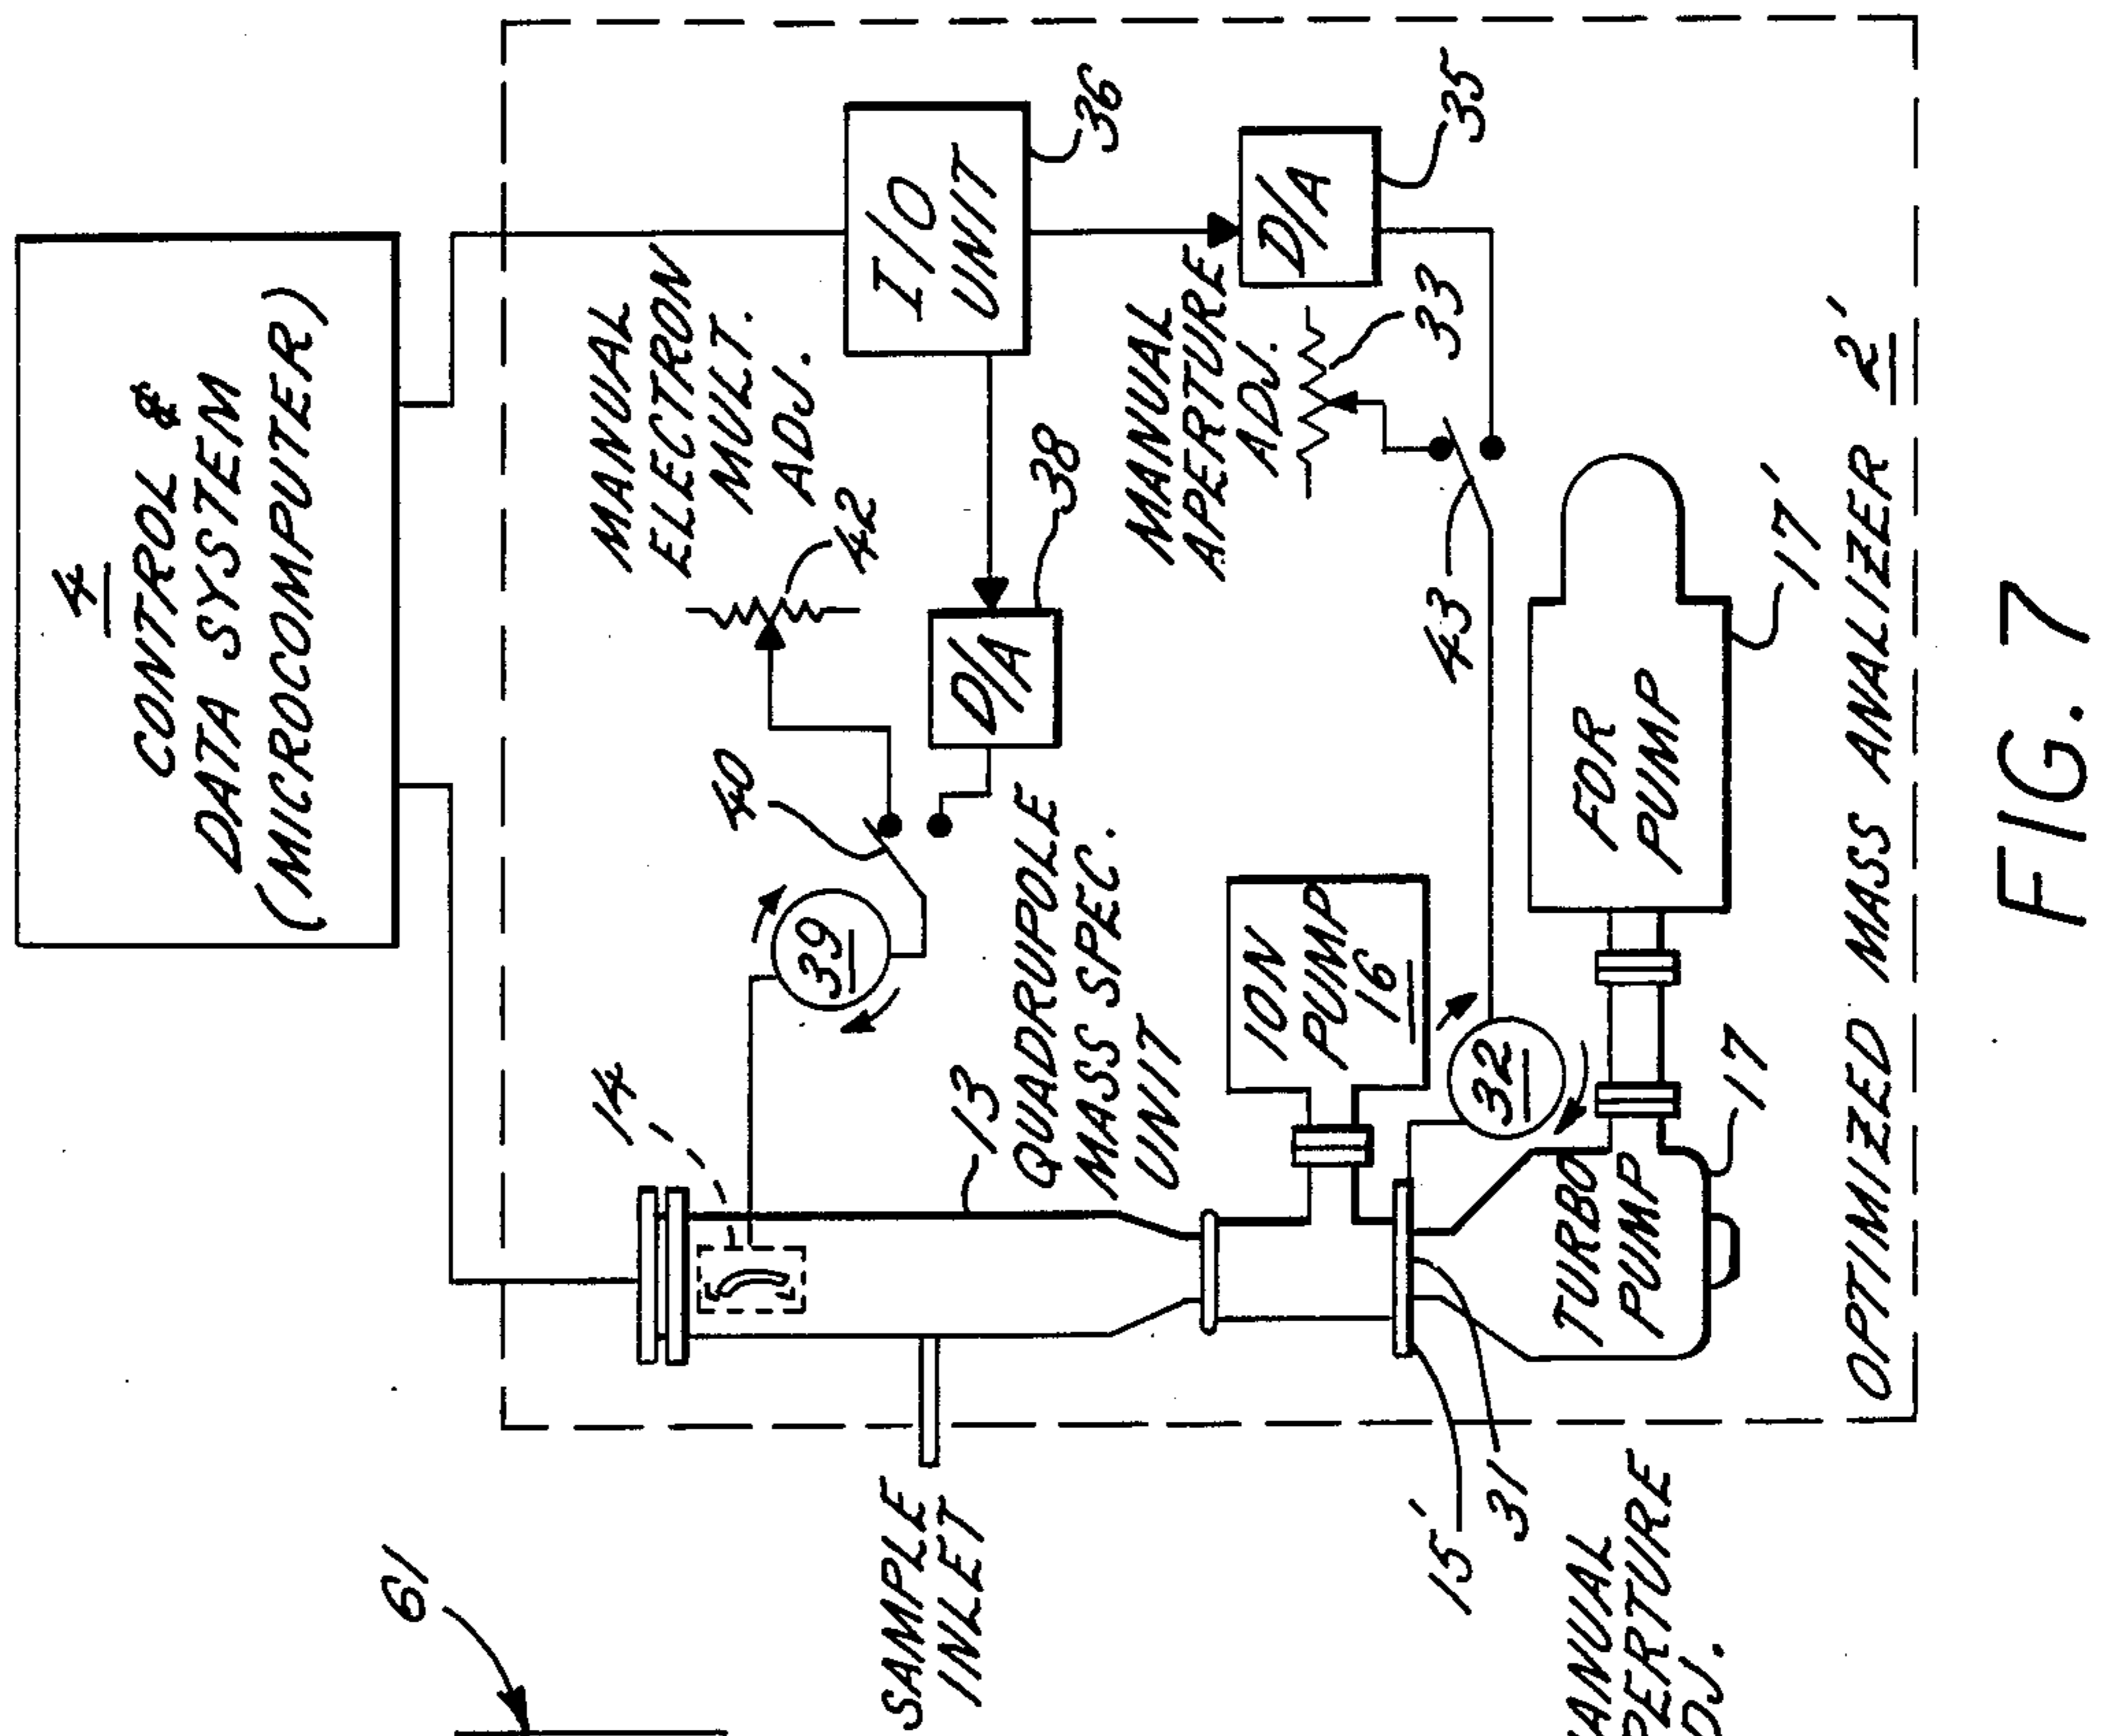 4
CONTROL &
DATA SYSTEM
(MICROCOMPUTER)
MANUAL
ELECTRON
MULT.
ADJ.
42
I/O
UNIT
36
D/A
38
40
39
14
13
QUADRUPOLE
MASS SPEC.
UNIT
MANUAL
APERTURE
ADJ.
33
D/A
35
43
ION
PUMP
16
32
FOR
PUMP
17'
TURBO
PUMP
17
15'
31
SAMPLE
INLET
OPTIMIZED MASS ANALIZER 2'
FIG. 7
61